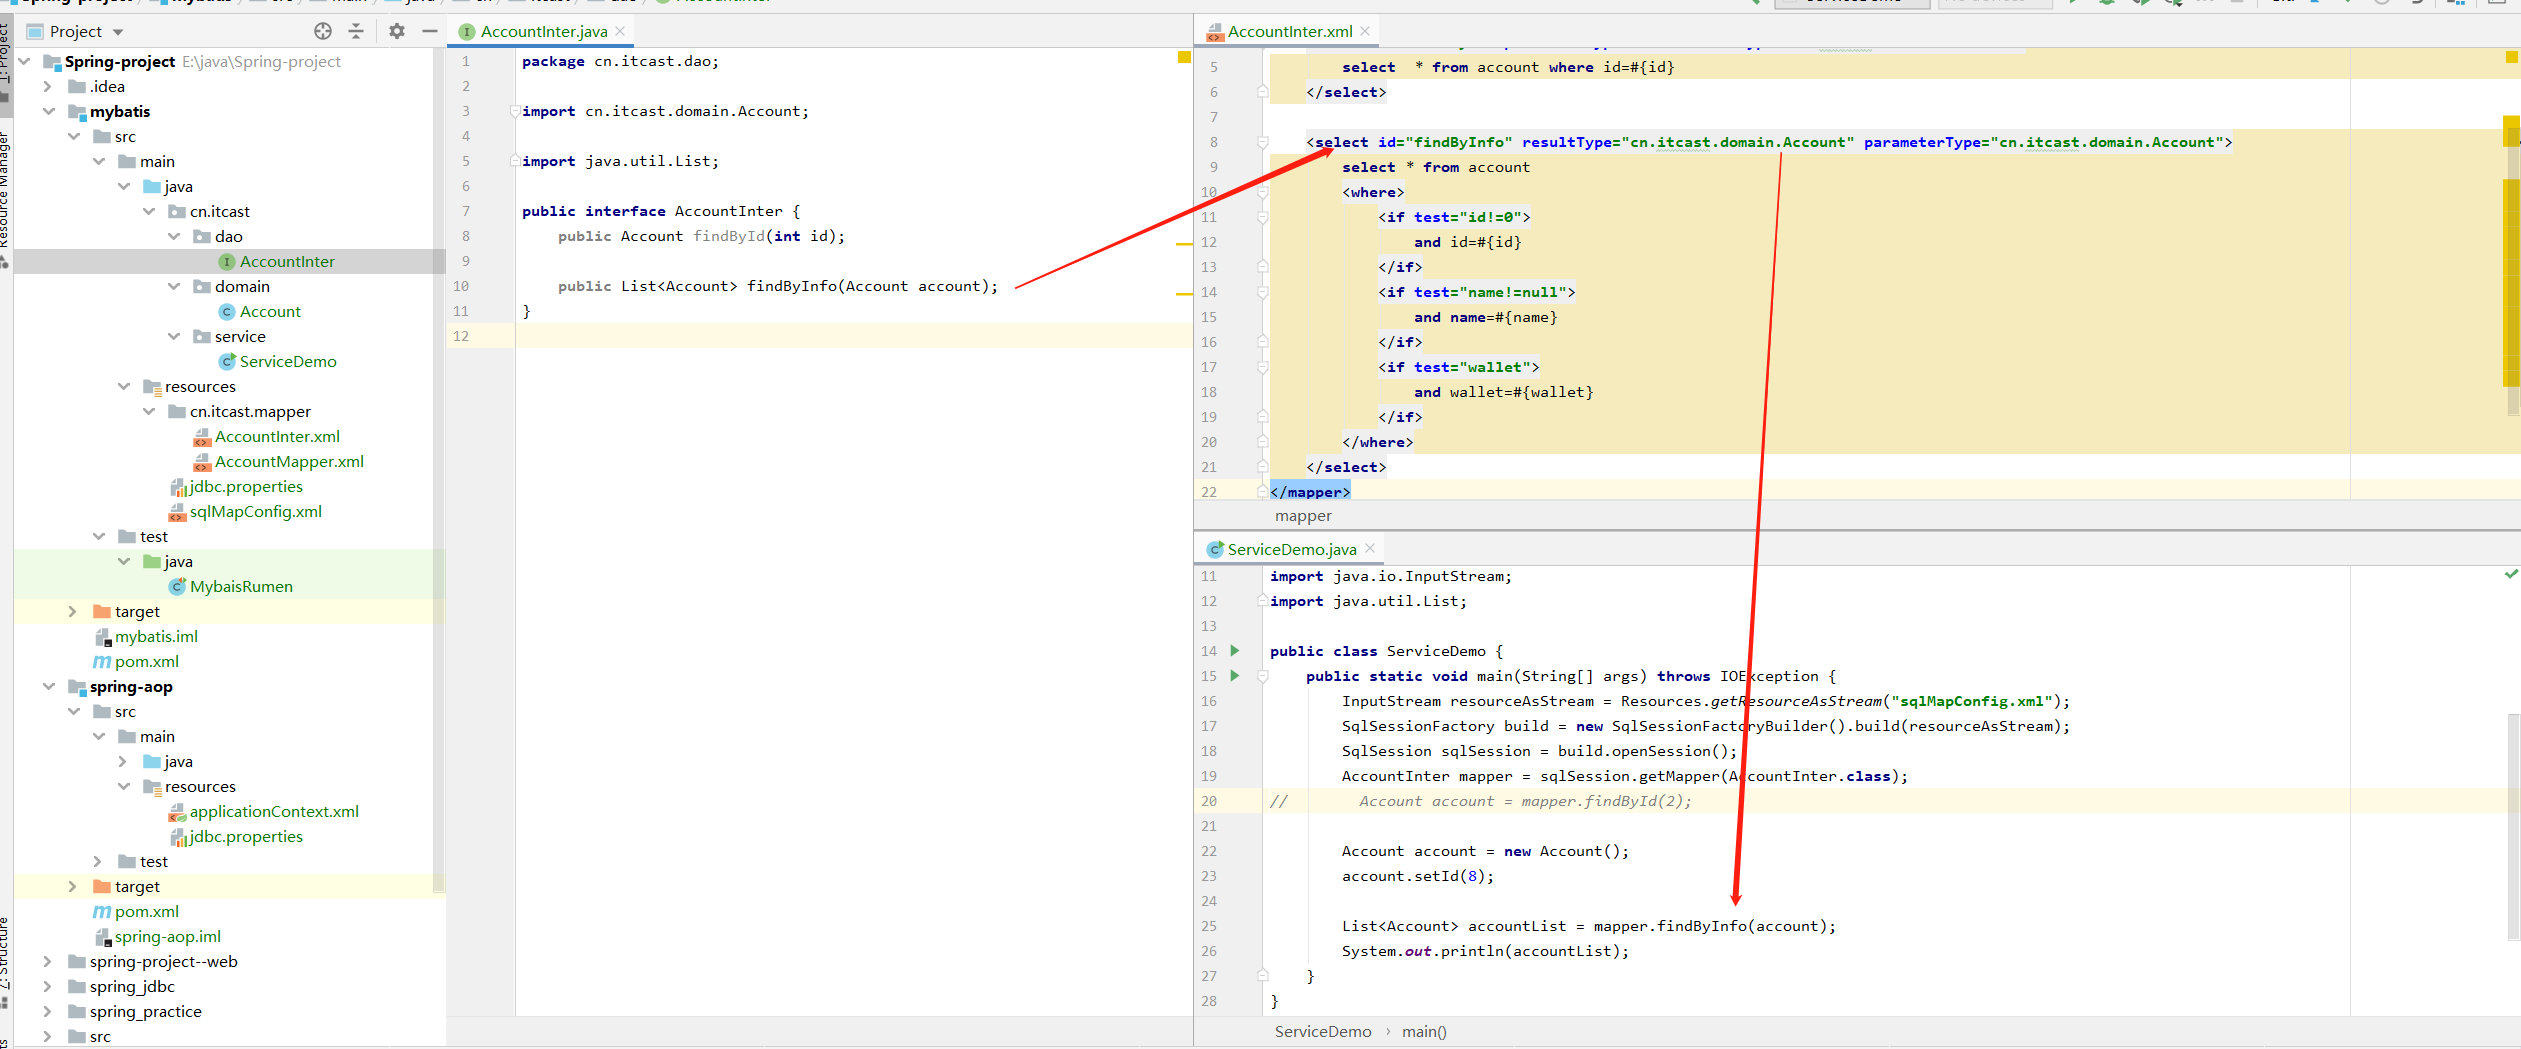 Project
Spring-project E:\java\Spring-project
.idea
mybatis
src
main
java
cn.itcast
dao
AccountInter
domain
Account
service
ServiceDemo
resources
cn.itcast.mapper
AccountInter.xml
AccountMapper.xml
jdbc.properties
sqlMapConfig.xml
test
java
MybaisRumen
target
mybatis.iml
pom.xml
spring-aop
src
main
java
resources
applicationContext.xml
jdbc.properties
test
target
pom.xml
spring-aop.iml
spring-project--web
spring_jdbc
spring_practice
src
AccountInter.java
1 package cn.itcast.dao;
2
3 import cn.itcast.domain.Account;
4
5 import java.util.List;
6
7 public interface AccountInter {
8 public Account findById(int id);
9
10 public List<Account> findByInfo(Account account);
11 }
12
AccountInter.xml
5 select * from account where id=#{id}
6 </select>
7
8 <select id="findByInfo" resultType="cn.itcast.domain.Account" parameterType="cn.itcast.domain.Account">
9 select * from account
10 <where>
11 <if test="id!=0">
12 and id=#{id}
13 </if>
14 <if test="name!=null">
15 and name=#{name}
16 </if>
17 <if test="wallet">
18 and wallet=#{wallet}
19 </if>
20 </where>
21 </select>
22 </mapper>
mapper
ServiceDemo.java
11 import java.io.InputStream;
12 import java.util.List;
13
14 public class ServiceDemo {
15 public static void main(String[] args) throws IOException {
16 InputStream resourceAsStream = Resources.getResourceAsStream("sqlMapConfig.xml");
17 SqlSessionFactory build = new SqlSessionFactoryBuilder().build(resourceAsStream);
18 SqlSession sqlSession = build.openSession();
19 AccountInter mapper = sqlSession.getMapper(AccountInter.class);
20 // Account account = mapper.findById(2);
21
22 Account account = new Account();
23 account.setId(8);
24
25 List<Account> accountList = mapper.findByInfo(account);
26 System.out.println(accountList);
27 }
28 }
ServiceDemo › main()
1: Project
Resource Manager
7: Structure